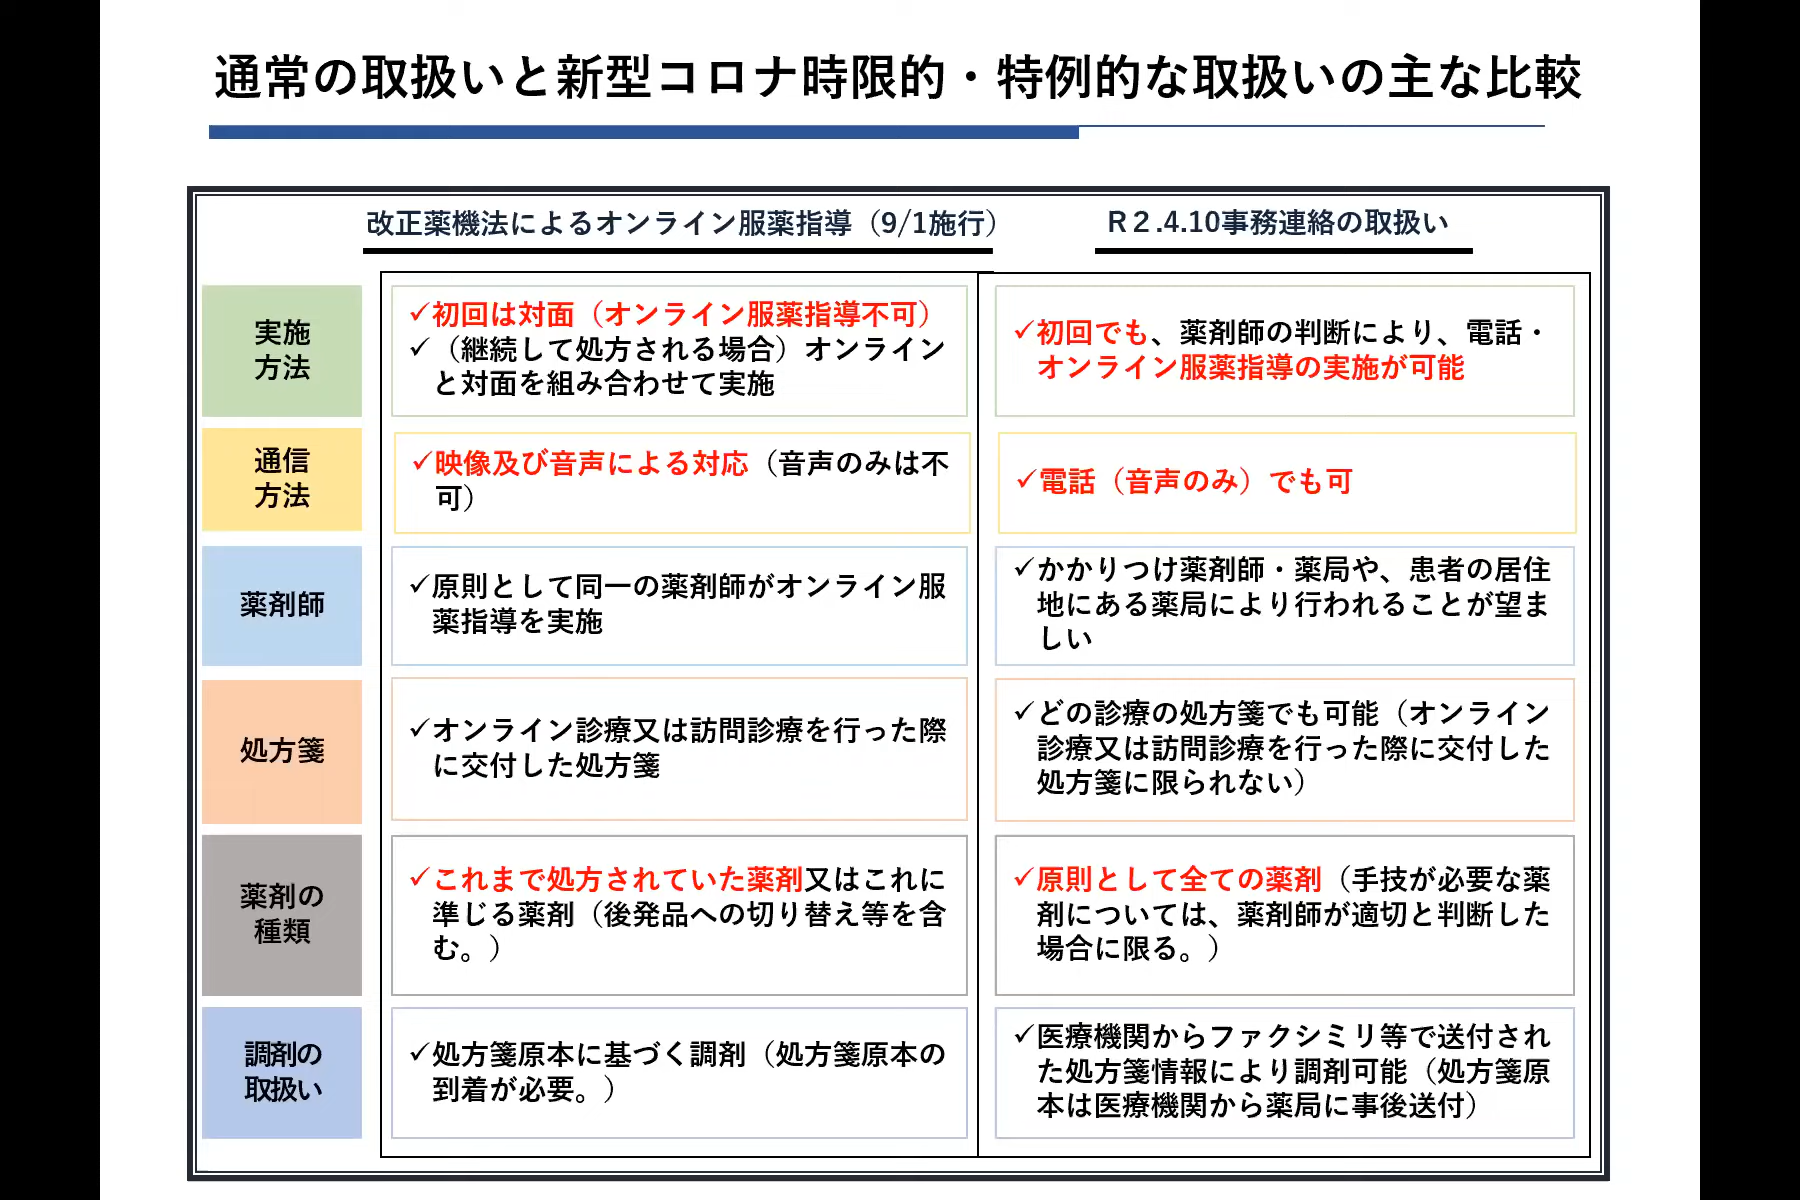 通常の取扱いと新型コロナ時限的・特例的な取扱いの主な比較
改正薬機法によるオンライン服薬指導（9/1施行）
R２.4.10事務連絡の取扱い
実施
方法
✓初回は対面（オンライン服薬指導不可）
✓（継続して処方される場合）オンライン
と対面を組み合わせて実施
✓初回でも、薬剤師の判断により、電話・
オンライン服薬指導の実施が可能
通信
方法
✓映像及び音声による対応（音声のみは不
可）
✓電話（音声のみ）でも可
薬剤師
✓原則として同一の薬剤師がオンライン服
薬指導を実施
✓かかりつけ薬剤師・薬局や、患者の居住
地にある薬局により行われることが望ま
しい
処方箋
✓オンライン診療又は訪問診療を行った際
に交付した処方箋
✓どの診療の処方箋でも可能（オンライン
診療又は訪問診療を行った際に交付した
処方箋に限られない）
薬剤の
種類
✓これまで処方されていた薬剤又はこれに
準じる薬剤（後発品への切り替え等を含
む。）
✓原則として全ての薬剤（手技が必要な薬
剤については、薬剤師が適切と判断した
場合に限る。）
調剤の
取扱い
✓処方箋原本に基づく調剤（処方箋原本の
到着が必要。）
✓医療機関からファクシミリ等で送付され
た処方箋情報により調剤可能（処方箋原
本は医療機関から薬局に事後送付）